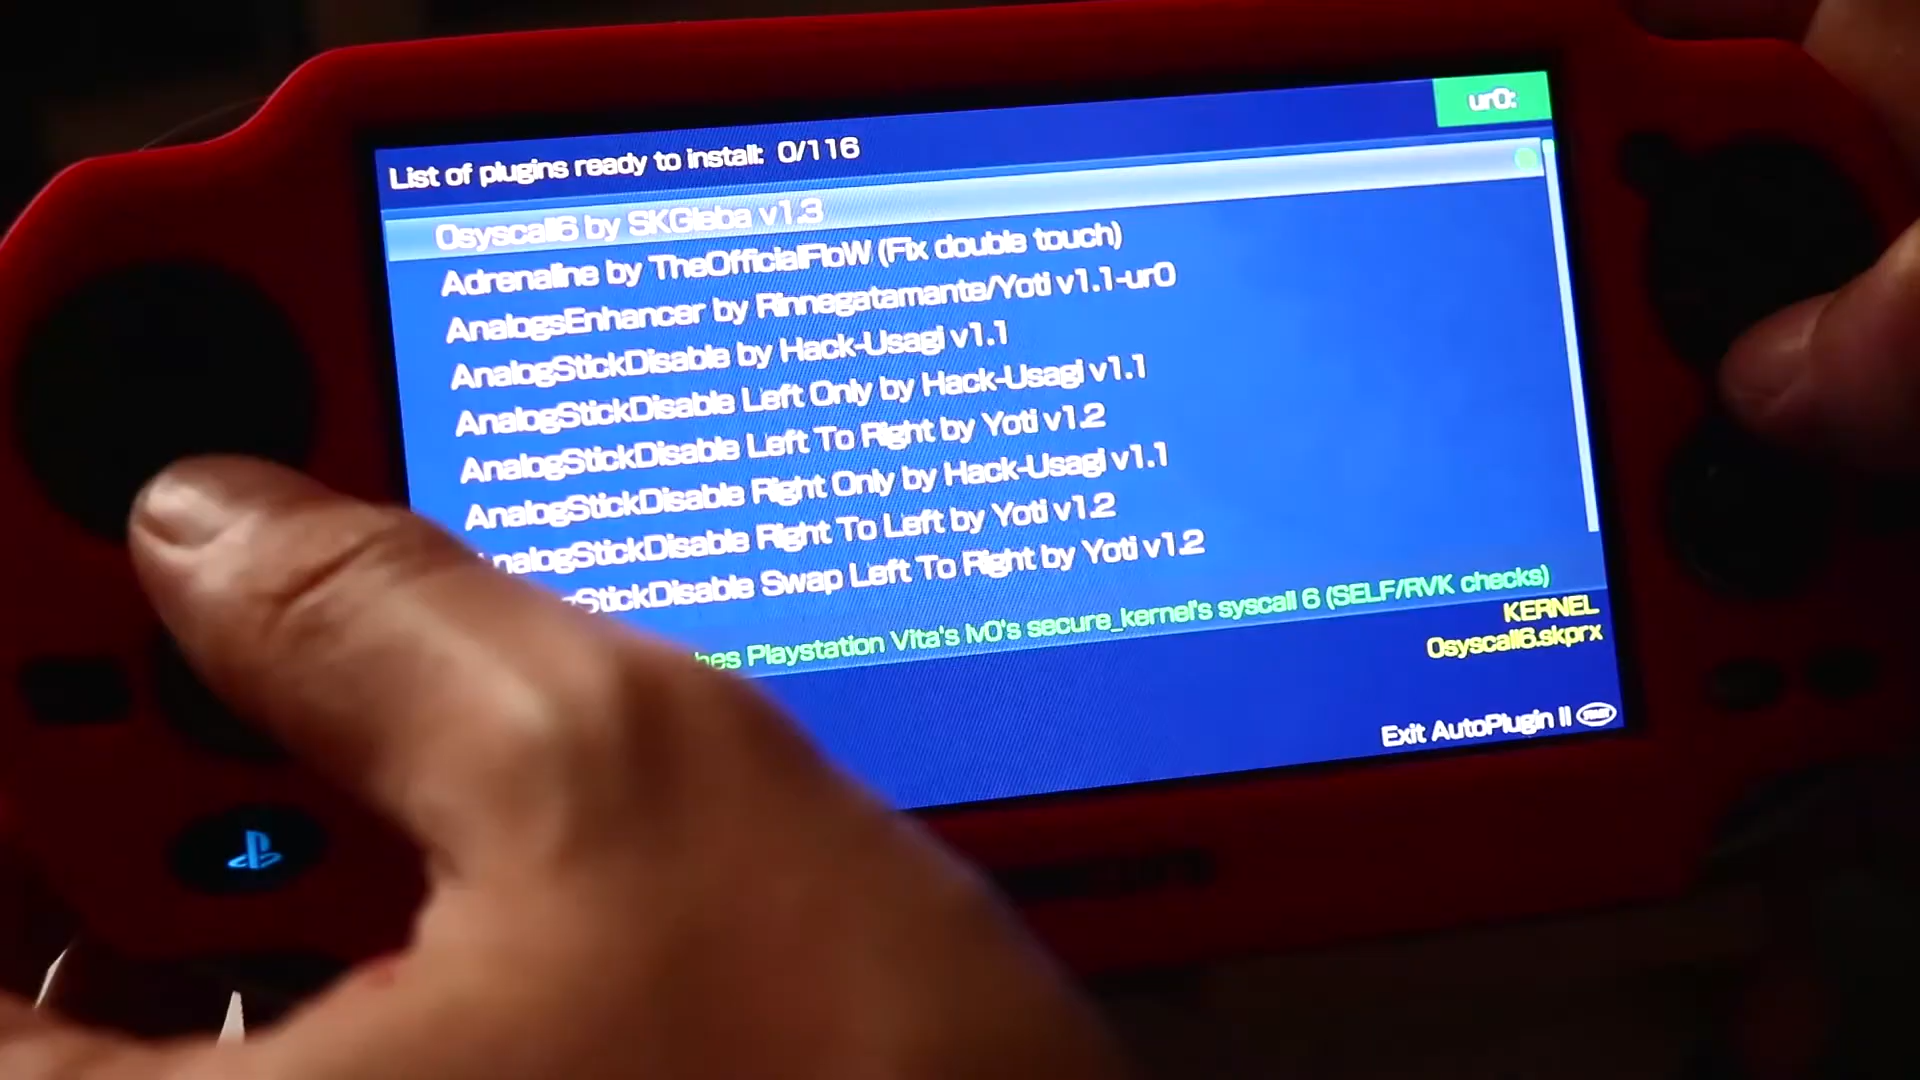 ur0:
List of plugins ready to install: 0/116
0syscall6 by SKGleba v1.3
Adrenaline by TheOfficialFloW (Fix double touch)
AnalogsEnhancer by Rinnegatamante/Yoti v1.1-ur0
AnalogStickDisable by Hack-Usagi v1.1
AnalogStickDisable Left Only by Hack-Usagi v1.1
AnalogStickDisable Left To Right by Yoti v1.2
AnalogStickDisable Right Only by Hack-Usagi v1.1
nalogStickDisable Right To Left by Yoti v1.2
StickDisable Swap Left To Right by Yoti v1.2
hes Playstation Vita's lv0's secure_kernel's syscall 6 (SELF/RVK checks)
KERNEL
0syscall6.skprx
Exit AutoPlugin II